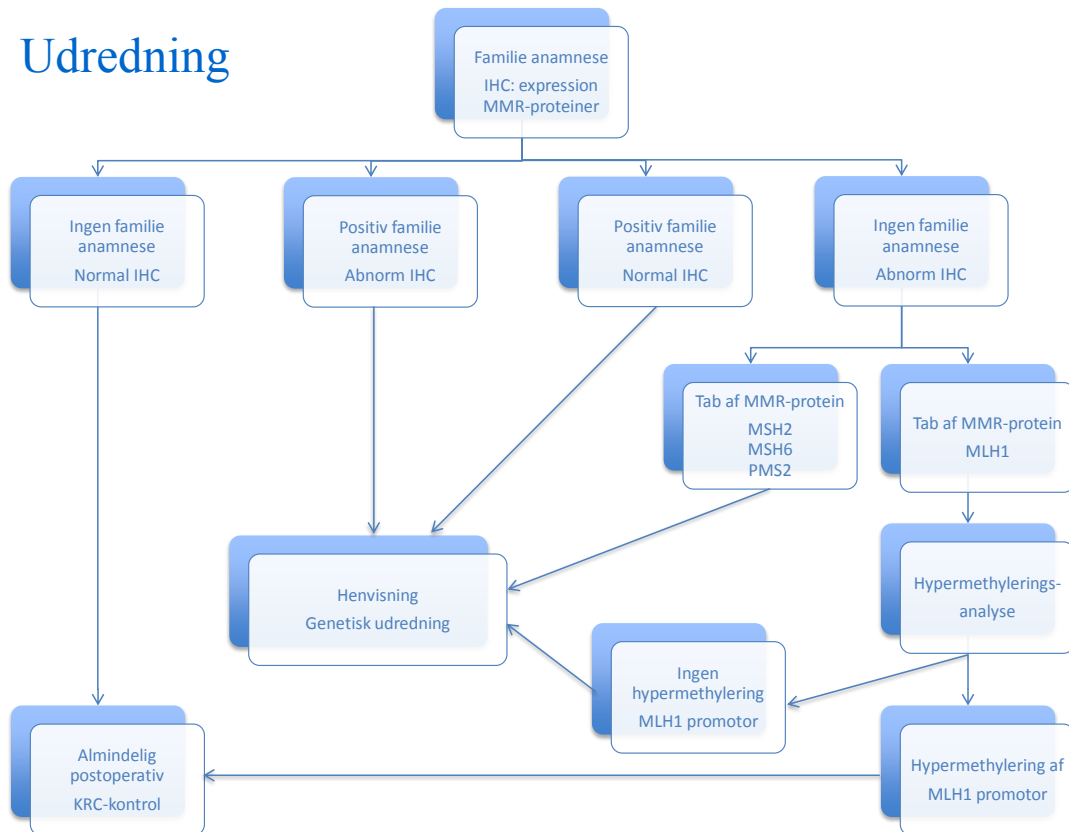 Udredning
Familie anamnese
IHC: expression
MMR-proteiner
Ingen familie
anamnese
Normal IHC
Positiv familie
anamnese
Abnorm IHC
Positiv familie
anamnese
Normal IHC
Ingen familie
anamnese
Abnorm IHC
Tab af MMR-protein
MSH2
MSH6
PMS2
Tab af MMR-protein
MLH1
Henvisning
Genetisk udredning
Hypermethylerings-
analyse
Ingen
hypermethylering
MLH1 promotor
Almindelig
postoperativ
KRC-kontrol
Hypermethylering af
MLH1 promotor